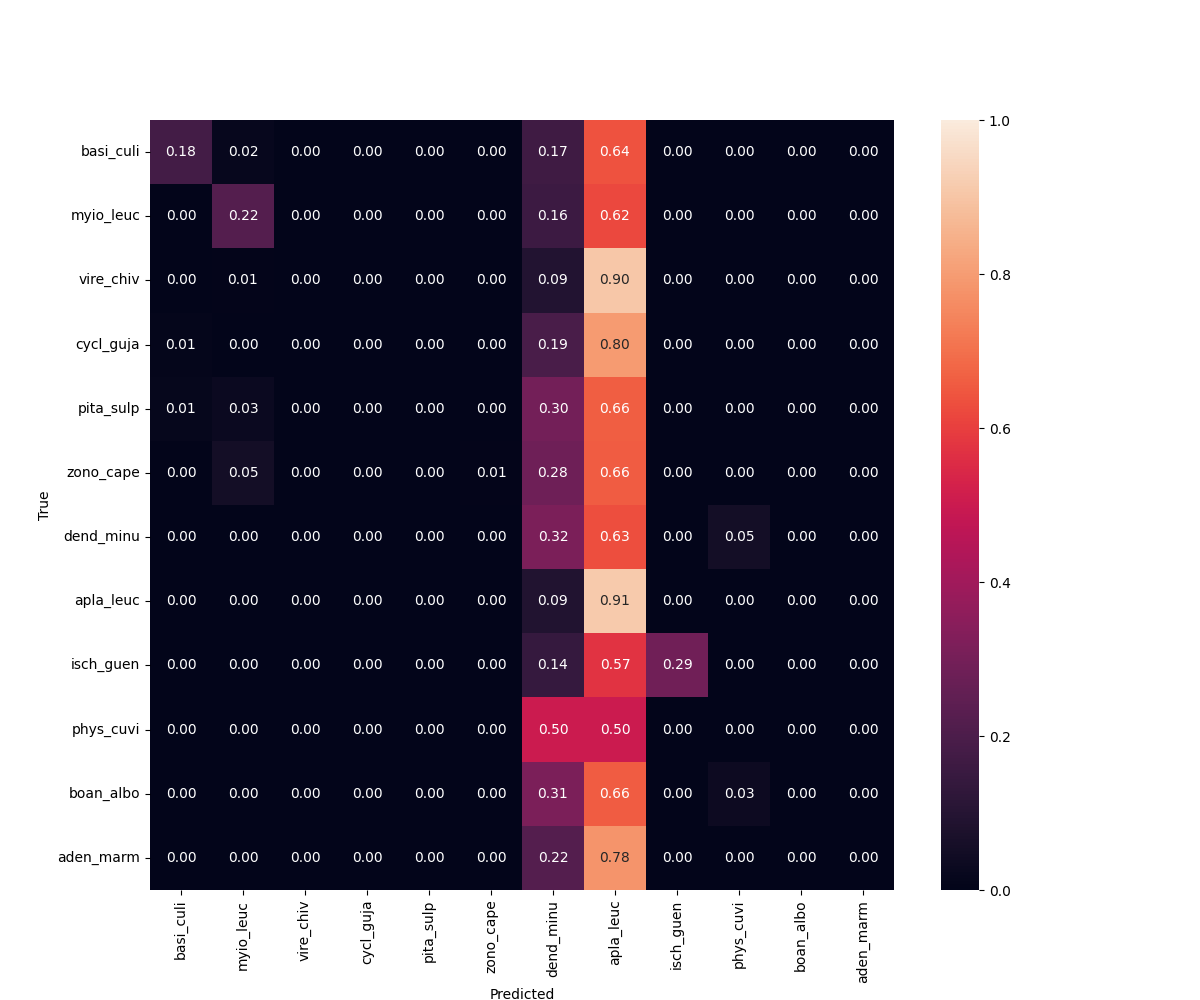 basi_culi 0.18 0.02 0.00 0.00 0.00 0.00 0.17 0.64 0.00 0.00 0.00 0.00
myio_leuc 0.00 0.22 0.00 0.00 0.00 0.00 0.16 0.62 0.00 0.00 0.00 0.00
vire_chiv 0.00 0.01 0.00 0.00 0.00 0.00 0.09 0.90 0.00 0.00 0.00 0.00
cycl_guja 0.01 0.00 0.00 0.00 0.00 0.00 0.19 0.80 0.00 0.00 0.00 0.00
pita_sulp 0.01 0.03 0.00 0.00 0.00 0.00 0.30 0.66 0.00 0.00 0.00 0.00
zono_cape 0.00 0.05 0.00 0.00 0.00 0.01 0.28 0.66 0.00 0.00 0.00 0.00
dend_minu 0.00 0.00 0.00 0.00 0.00 0.00 0.32 0.63 0.00 0.05 0.00 0.00
apla_leuc 0.00 0.00 0.00 0.00 0.00 0.00 0.09 0.91 0.00 0.00 0.00 0.00
isch_guen 0.00 0.00 0.00 0.00 0.00 0.00 0.14 0.57 0.29 0.00 0.00 0.00
phys_cuvi 0.00 0.00 0.00 0.00 0.00 0.00 0.50 0.50 0.00 0.00 0.00 0.00
boan_albo 0.00 0.00 0.00 0.00 0.00 0.00 0.31 0.66 0.00 0.03 0.00 0.00
aden_marm 0.00 0.00 0.00 0.00 0.00 0.00 0.22 0.78 0.00 0.00 0.00 0.00
basi_culi myio_leuc vire_chiv cycl_guja pita_sulp zono_cape dend_minu apla_leuc isch_guen phys_cuvi boan_albo aden_marm
Predicted
True
1.0
0.8
0.6
0.4
0.2
0.0